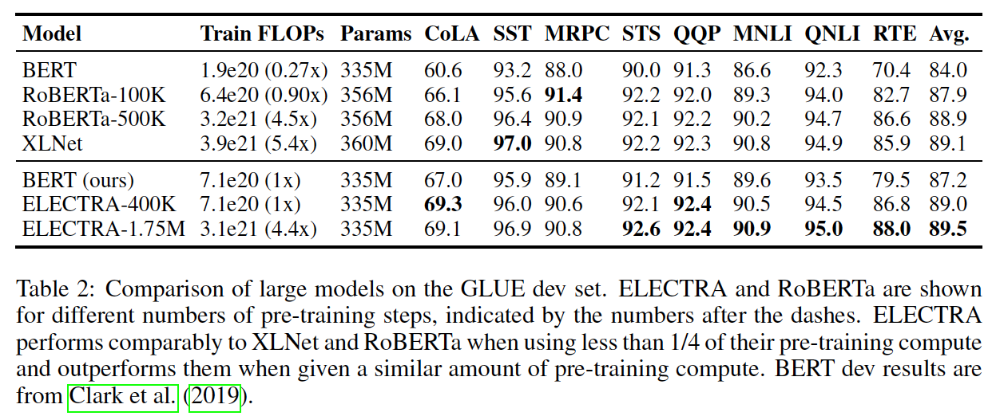 Model Train FLOPs Params CoLA SST MRPC STS QQP MNLI QNLI RTE Avg.
BERT 1.9e20 (0.27x) 335M 60.6 93.2 88.0 90.0 91.3 86.6 92.3 70.4 84.0
RoBERTa-100K 6.4e20 (0.90x) 356M 66.1 95.6 91.4 92.2 92.0 89.3 94.0 82.7 87.9
RoBERTa-500K 3.2e21 (4.5x) 356M 68.0 96.4 90.9 92.1 92.2 90.2 94.7 86.6 88.9
XLNet 3.9e21 (5.4x) 360M 69.0 97.0 90.8 92.2 92.3 90.8 94.9 85.9 89.1
BERT (ours) 7.1e20 (1x) 335M 67.0 95.9 89.1 91.2 91.5 89.6 93.5 79.5 87.2
ELECTRA-400K 7.1e20 (1x) 335M 69.3 96.0 90.6 92.1 92.4 90.5 94.5 86.8 89.0
ELECTRA-1.75M 3.1e21 (4.4x) 335M 69.1 96.9 90.8 92.6 92.4 90.9 95.0 88.0 89.5
Table 2: Comparison of large models on the GLUE dev set. ELECTRA and RoBERTa are shown
for different numbers of pre-training steps, indicated by the numbers after the dashes. ELECTRA
performs comparably to XLNet and RoBERTa when using less than 1/4 of their pre-training compute
and outperforms them when given a similar amount of pre-training compute. BERT dev results are
from Clark et al. (2019).